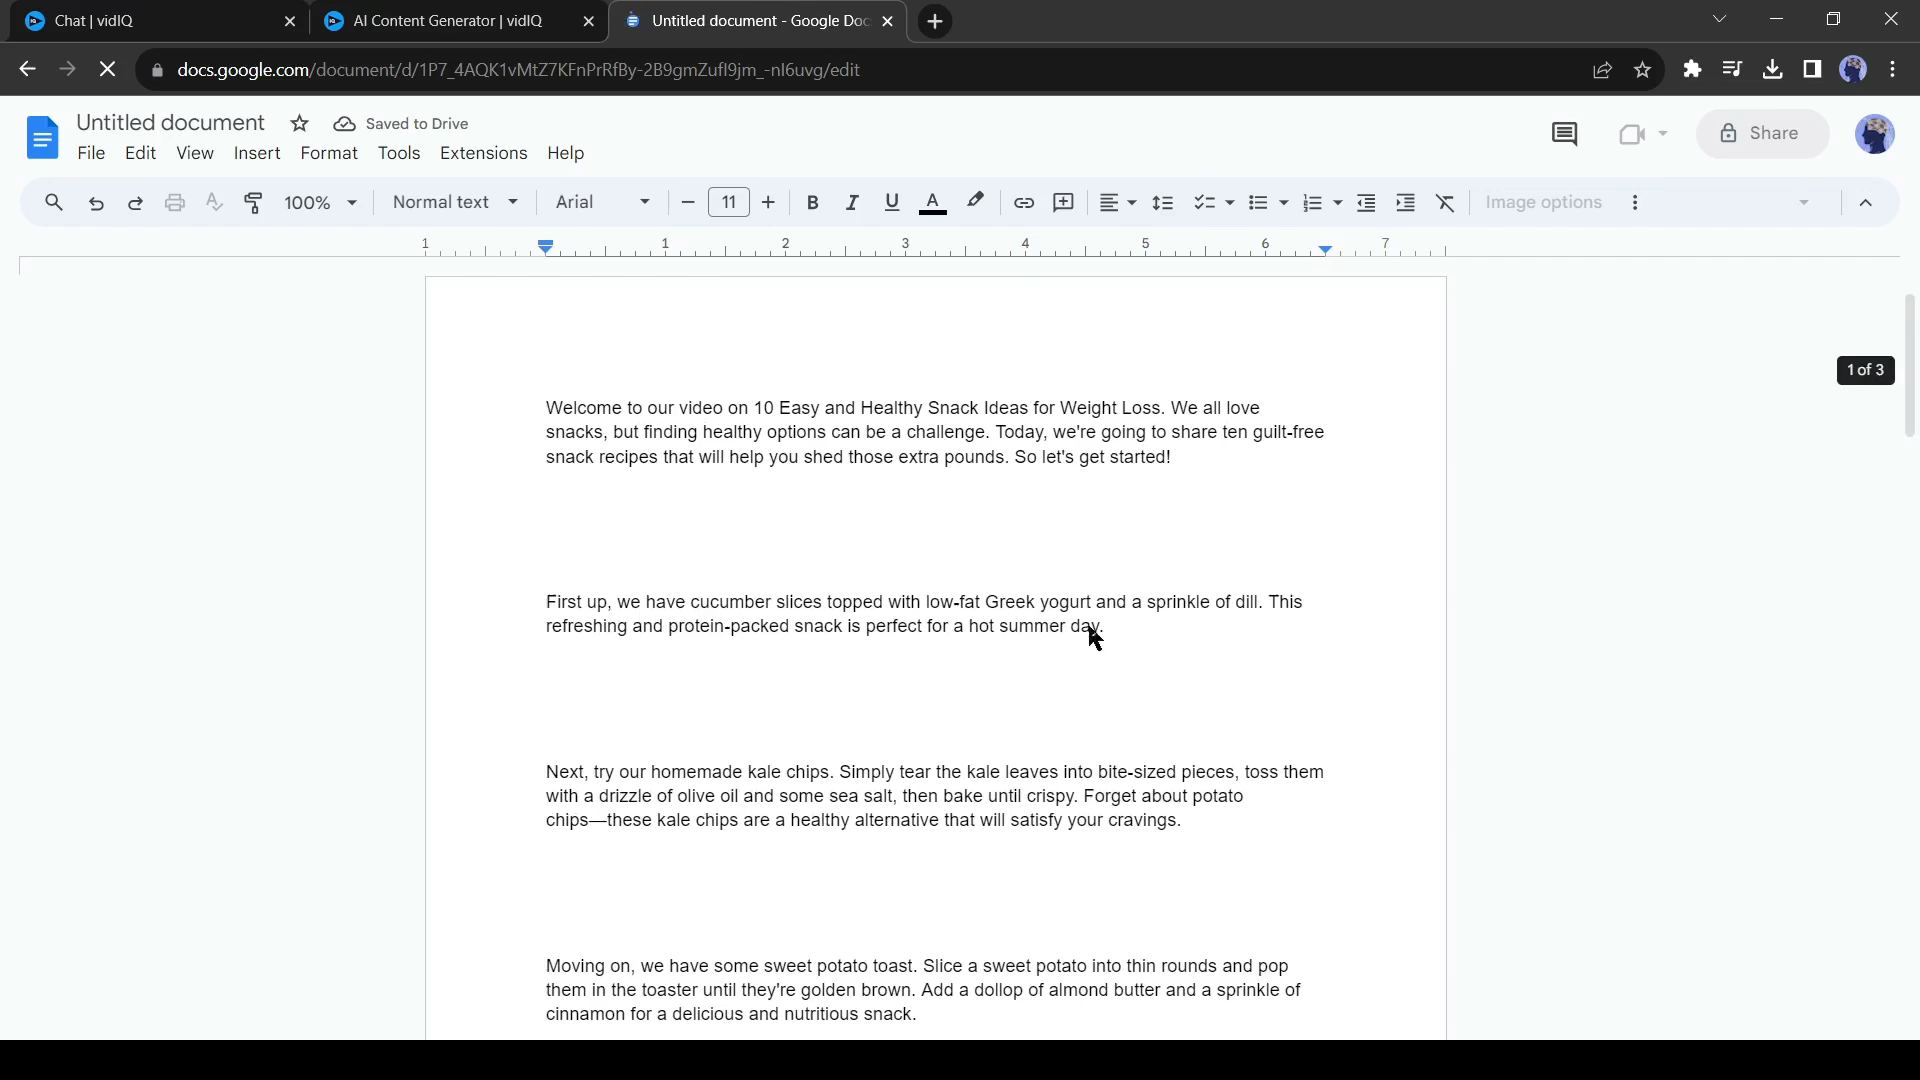 Chat | vidIQ
AI Content Generator | vidIQ
Untitled document - Google Doc
docs.google.com/document/d/1P7_4AQK1vMtZ7KFnPrRfBy-2B9gmZufl9jm_-nI6uvg/edit
Untitled document
Saved to Drive
File Edit View Insert Format Tools Extensions Help
Share
100% Normal text Arial 11 Image options
1 1 2 3 4 5 6 7
1 of 3
Welcome to our video on 10 Easy and Healthy Snack Ideas for Weight Loss. We all love
snacks, but finding healthy options can be a challenge. Today, we're going to share ten guilt-free
snack recipes that will help you shed those extra pounds. So let's get started!
First up, we have cucumber slices topped with low-fat Greek yogurt and a sprinkle of dill. This
refreshing and protein-packed snack is perfect for a hot summer day.
Next, try our homemade kale chips. Simply tear the kale leaves into bite-sized pieces, toss them
with a drizzle of olive oil and some sea salt, then bake until crispy. Forget about potato
chips—these kale chips are a healthy alternative that will satisfy your cravings.
Moving on, we have some sweet potato toast. Slice a sweet potato into thin rounds and pop
them in the toaster until they're golden brown. Add a dollop of almond butter and a sprinkle of
cinnamon for a delicious and nutritious snack.